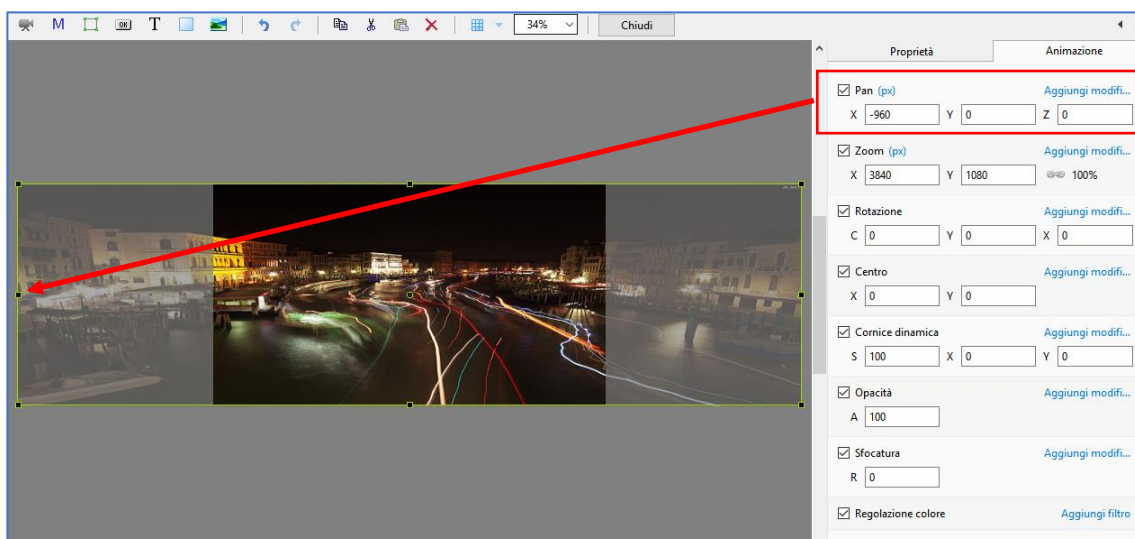 M OK T 34% Chiudi
Proprietà Animazione
Pan (px) Aggiungi modifi...
X -960 Y 0 Z 0
Zoom (px) Aggiungi modifi...
X 3840 Y 1080 100%
Rotazione Aggiungi modifi...
C 0 Y 0 X 0
Centro Aggiungi modifi...
X 0 Y 0
Cornice dinamica Aggiungi modifi...
S 100 X 0 Y 0
Opacità Aggiungi modifi...
A 100
Sfocatura Aggiungi modifi...
R 0
Regolazione colore Aggiungi filtro